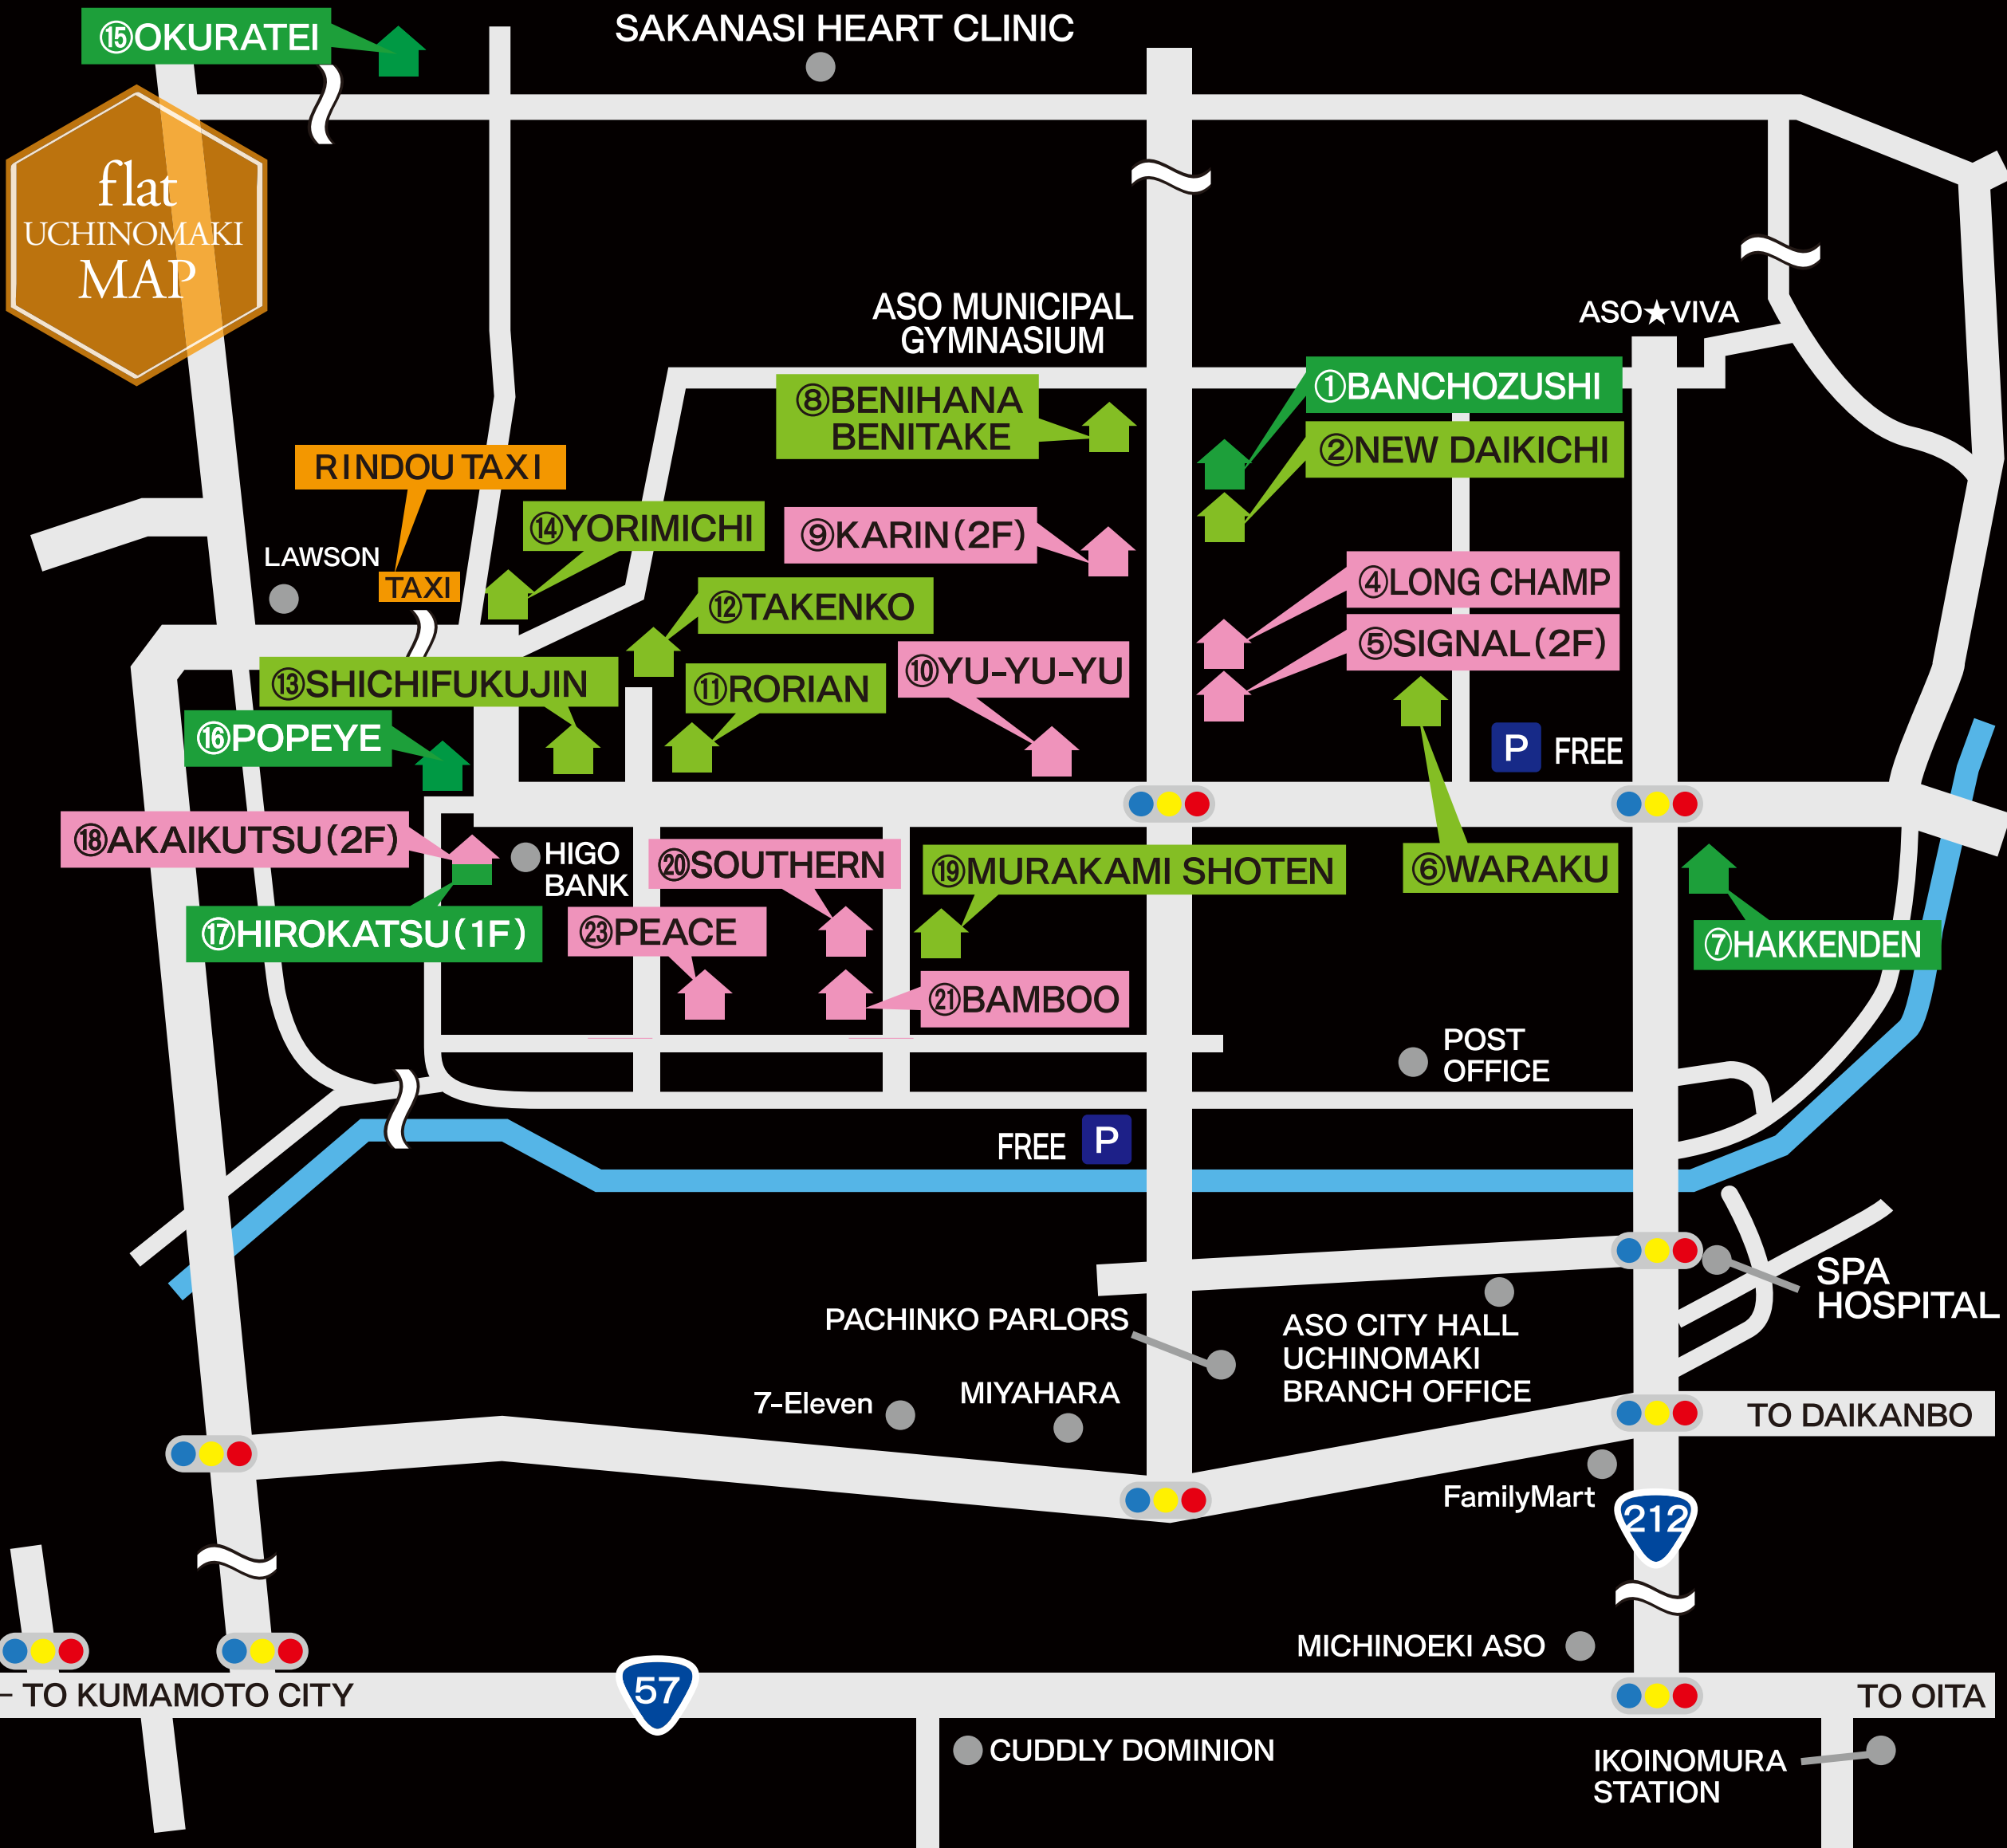 ⑮OKURATEI
SAKANASI HEART CLINIC
flat
UCHINOMAKI
MAP
ASO MUNICIPAL
GYMNASIUM
ASO★VIVA
①BANCHOZUSHI
⑧BENIHANA
BENITAKE
②NEW DAIKICHI
RINDOU TAXI
⑭YORIMICHI
⑨KARIN(2F)
LAWSON
TAXI
④LONG CHAMP
⑫TAKENKO
⑤SIGNAL(2F)
⑩YU-YU-YU
⑬SHICHIFUKUJIN
⑪RORIAN
⑯POPEYE
P FREE
⑱AKAIKUTSU(2F)
HIGO
BANK
⑳SOUTHERN
⑲MURAKAMI SHOTEN
⑥WARAKU
⑰HIROKATSU(1F)
㉓PEACE
⑦HAKKENDEN
㉑BAMBOO
POST
OFFICE
FREE P
SPA
HOSPITAL
PACHINKO PARLORS
ASO CITY HALL
UCHINOMAKI
BRANCH OFFICE
7-Eleven
MIYAHARA
TO DAIKANBO
FamilyMart
212
MICHINOEKI ASO
TO KUMAMOTO CITY
57
TO OITA
CUDDLY DOMINION
IKOINOMURA
STATION